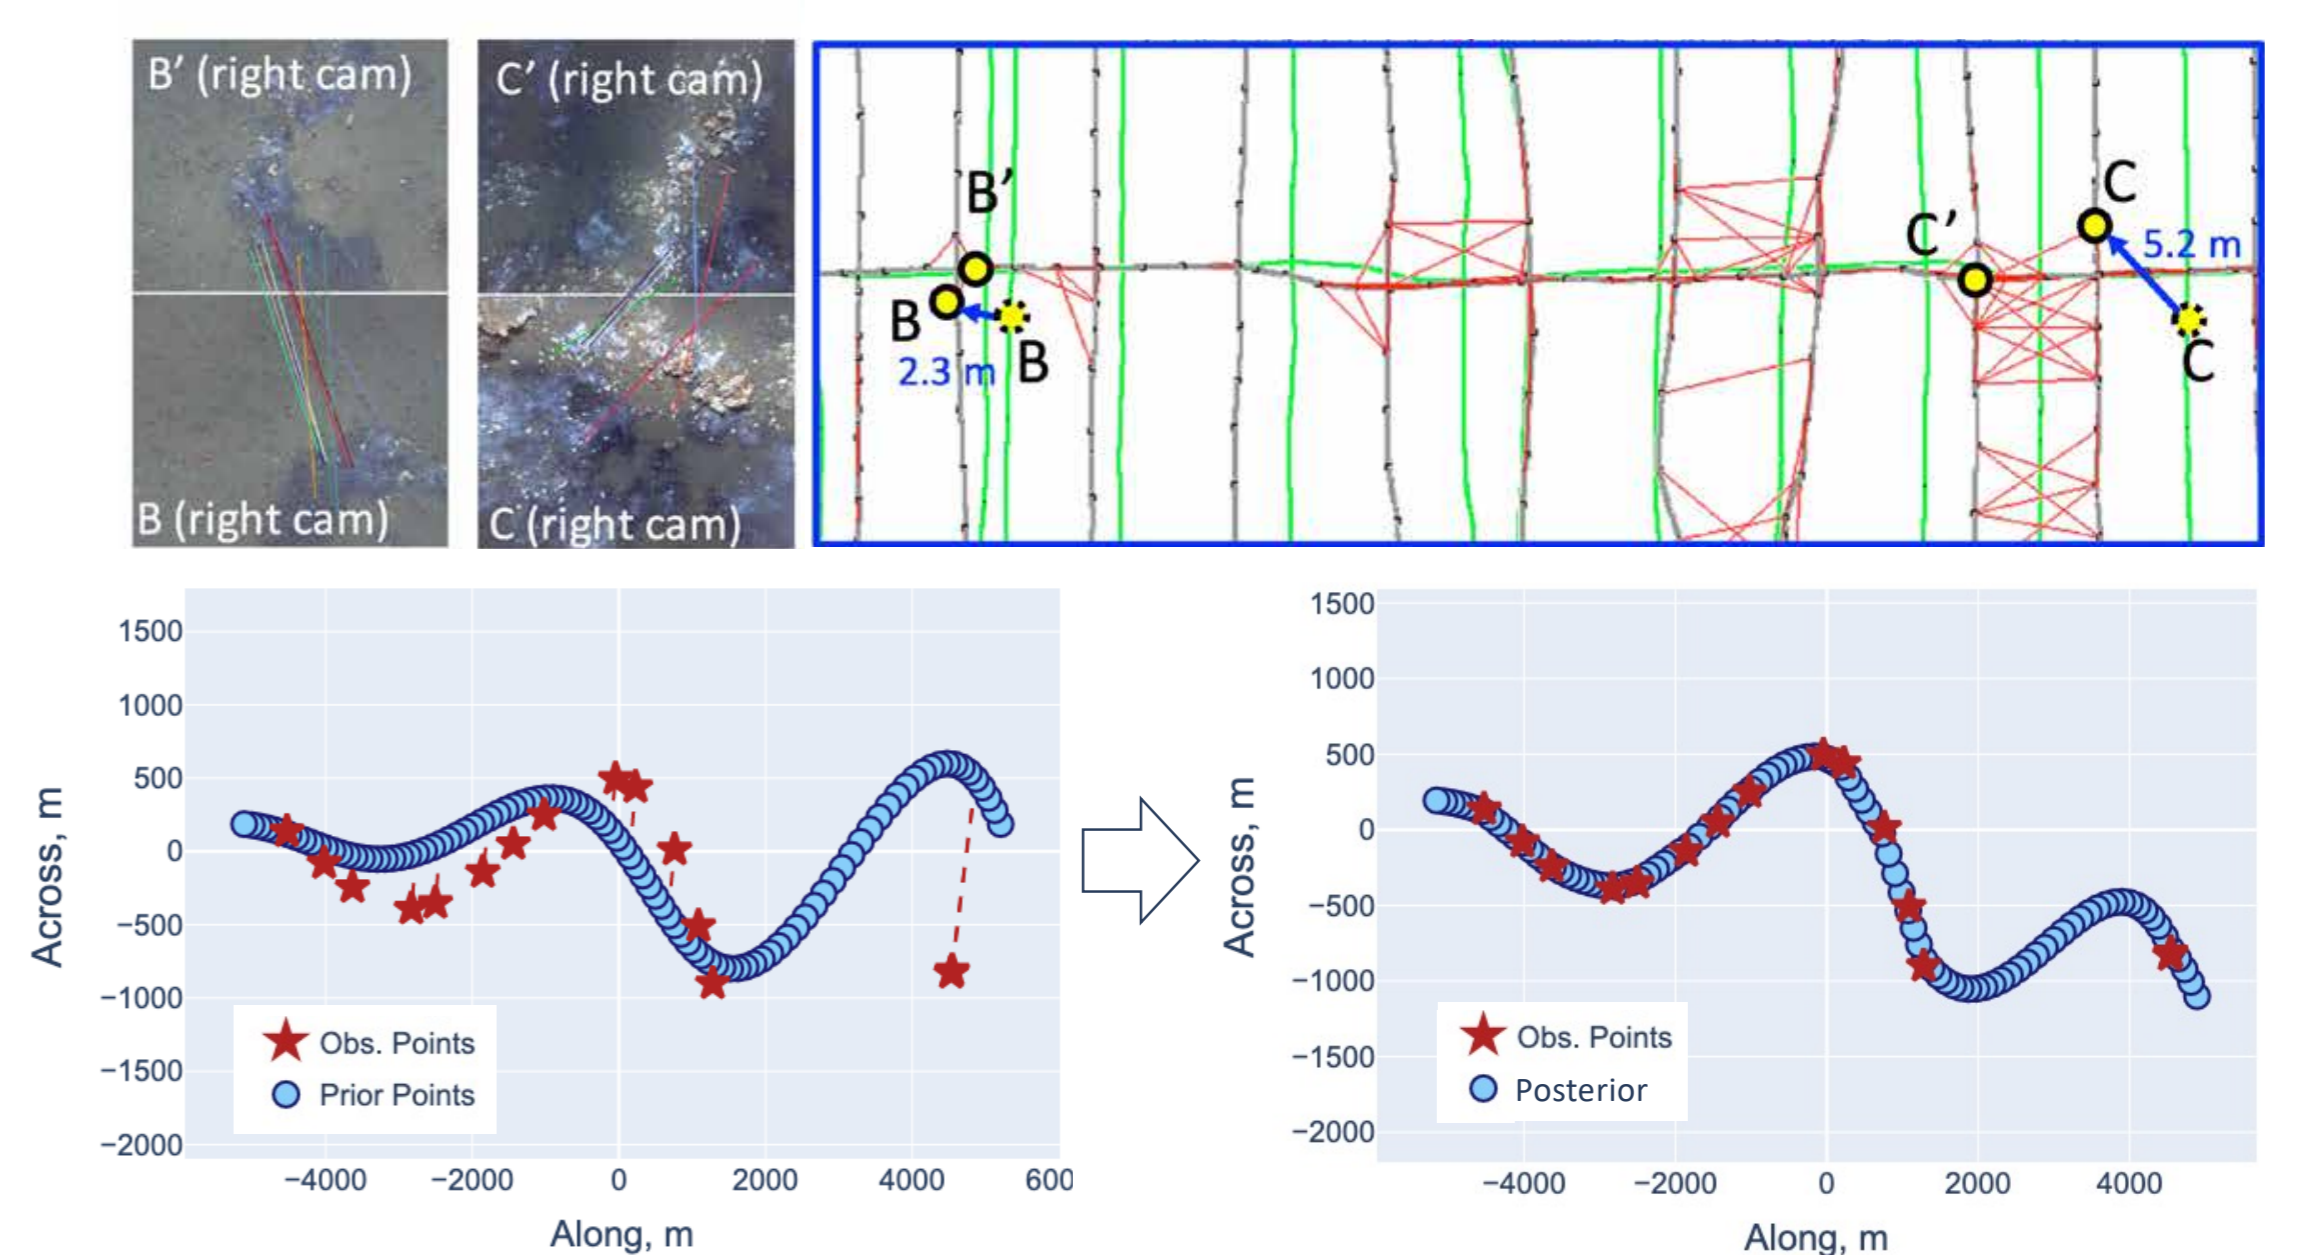 B’ (right cam)
B (right cam)
C’ (right cam)
C (right cam)
B’
B
2.3 m
B
C’
C
5.2 m
C
Across, m
1500
1000
500
0
−500
−1000
−1500
−2000
Obs. Points
Prior Points
−4000 −2000 0 2000 4000 600
Along, m
Across, m
1500
1000
500
0
−500
−1000
−1500
−2000
Obs. Points
Posterior
−4000 −2000 0 2000 4000
Along, m